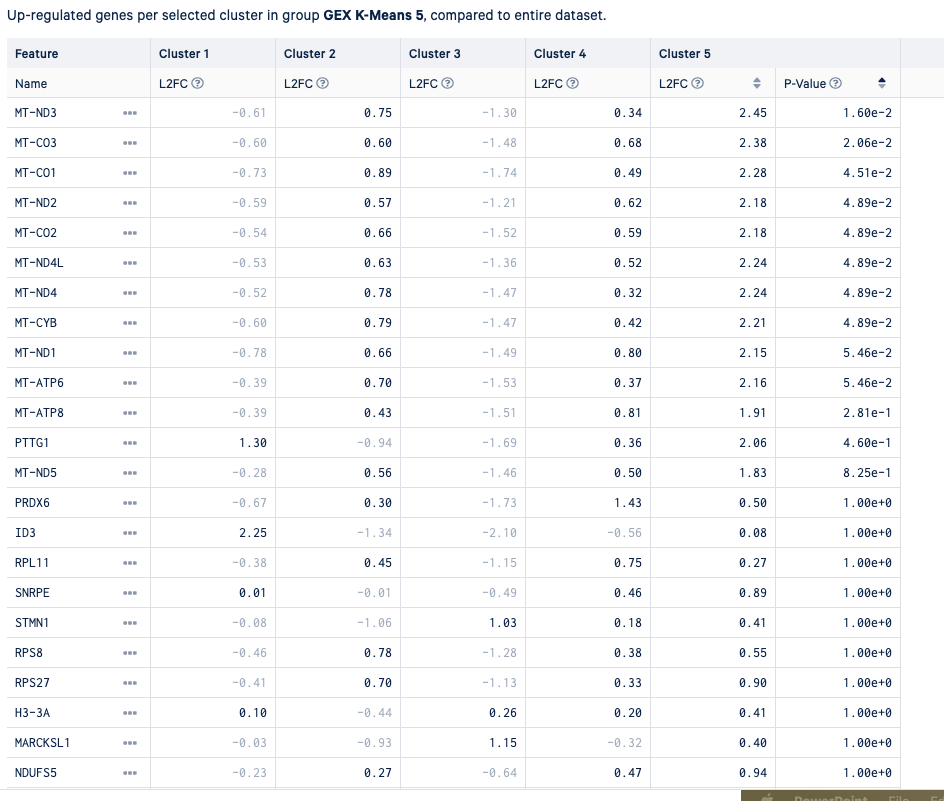 Up-regulated genes per selected cluster in group GEX K-Means 5, compared to entire dataset.
Feature Cluster 1 Cluster 2 Cluster 3 Cluster 4 Cluster 5
Name L2FC ? L2FC ? L2FC ? L2FC ? L2FC ? P-Value ?
MT-ND3 ••• -0.61 0.75 -1.30 0.34 2.45 1.60e-2
MT-CO3 ••• -0.60 0.60 -1.48 0.68 2.38 2.06e-2
MT-CO1 ••• -0.73 0.89 -1.74 0.49 2.28 4.51e-2
MT-ND2 ••• -0.59 0.57 -1.21 0.62 2.18 4.89e-2
MT-CO2 ••• -0.54 0.66 -1.52 0.59 2.18 4.89e-2
MT-ND4L ••• -0.53 0.63 -1.36 0.52 2.24 4.89e-2
MT-ND4 ••• -0.52 0.78 -1.47 0.32 2.24 4.89e-2
MT-CYB ••• -0.60 0.79 -1.47 0.42 2.21 4.89e-2
MT-ND1 ••• -0.78 0.66 -1.49 0.80 2.15 5.46e-2
MT-ATP6 ••• -0.39 0.70 -1.53 0.37 2.16 5.46e-2
MT-ATP8 ••• -0.39 0.43 -1.51 0.81 1.91 2.81e-1
PTTG1 ••• 1.30 -0.94 -1.69 0.36 2.06 4.60e-1
MT-ND5 ••• -0.28 0.56 -1.46 0.50 1.83 8.25e-1
PRDX6 ••• -0.67 0.30 -1.73 1.43 0.50 1.00e+0
ID3 ••• 2.25 -1.34 -2.10 -0.56 0.08 1.00e+0
RPL11 ••• -0.38 0.45 -1.15 0.75 0.27 1.00e+0
SNRPE ••• 0.01 -0.01 -0.49 0.46 0.89 1.00e+0
STMN1 ••• -0.08 -1.06 1.03 0.18 0.41 1.00e+0
RPS8 ••• -0.46 0.78 -1.28 0.38 0.55 1.00e+0
RPS27 ••• -0.41 0.70 -1.13 0.33 0.90 1.00e+0
H3-3A ••• 0.10 -0.44 0.26 0.20 0.41 1.00e+0
MARCKSL1 ••• -0.03 -0.93 1.15 -0.32 0.40 1.00e+0
NDUFS5 ••• -0.23 0.27 -0.64 0.47 0.94 1.00e+0
PowerPoint File